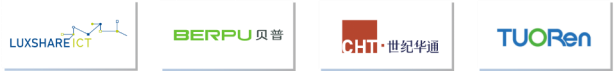 LUXSHARE ICT
BERPU 贝普
CHT·世纪华通
TUORen